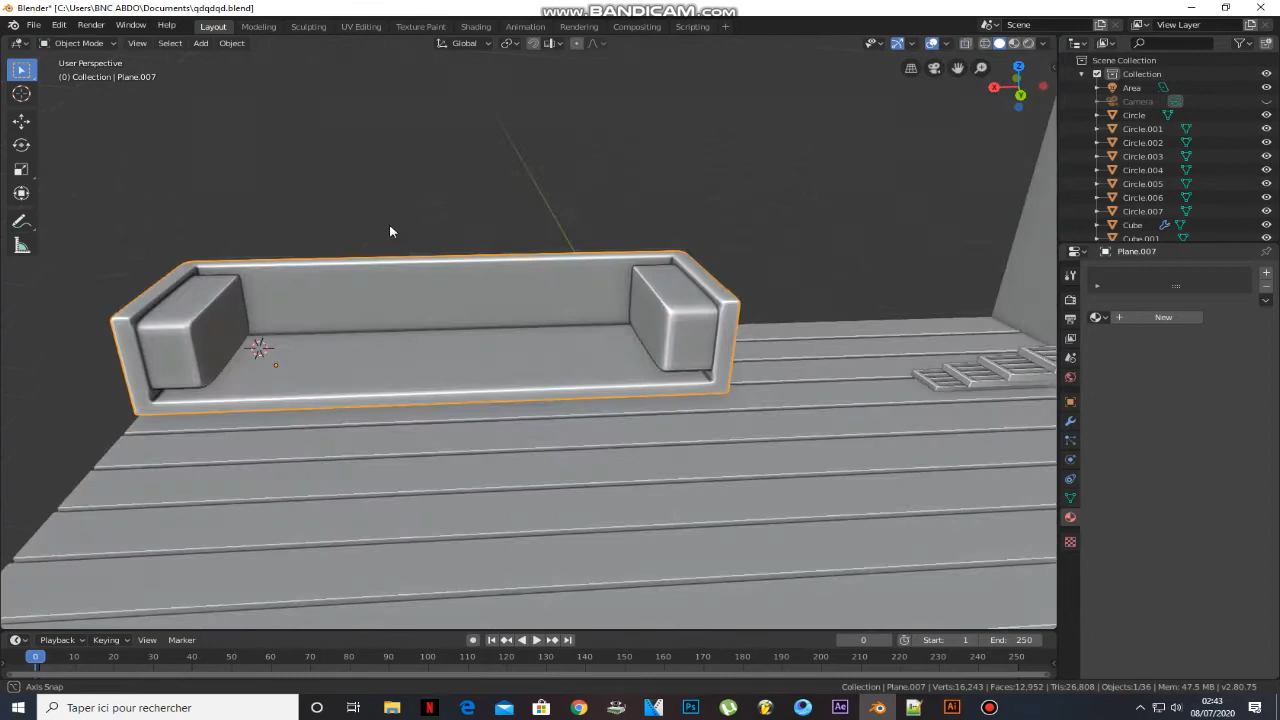 Blender* [C:\Users\BNC ABDO\Documents\qdqdqd.blend]
www.BANDICAM.com
File Edit Render Window Help Layout Modeling Sculpting UV Editing Texture Paint Shading Animation Rendering Compositing Scripting + Scene View Layer
Object Mode View Select Add Object Global
User Perspective
(0) Collection | Plane.007
Scene Collection
Collection
Area
Camera
Circle
Circle.001
Circle.002
Circle.003
Circle.004
Circle.005
Circle.006
Circle.007
Cube
Cube.001
Plane.007
New
X
Y
Z
Playback Keying View Marker 0 Start: 1 End: 250
0 10 20 30 40 50 60 70 80 90 100 110 120 130 140 150 160 170 180 190 200 210 220 230 240 250
Axis Snap Collection | Plane.007 | Verts:16,243 | Faces:12,952 | Tris:26,808 | Objects:1/36 | Mem: 47.5 MB | v2.80.75
Taper ici pour rechercher
N
Ps
Ae
Ai
02:43
08/07/2020